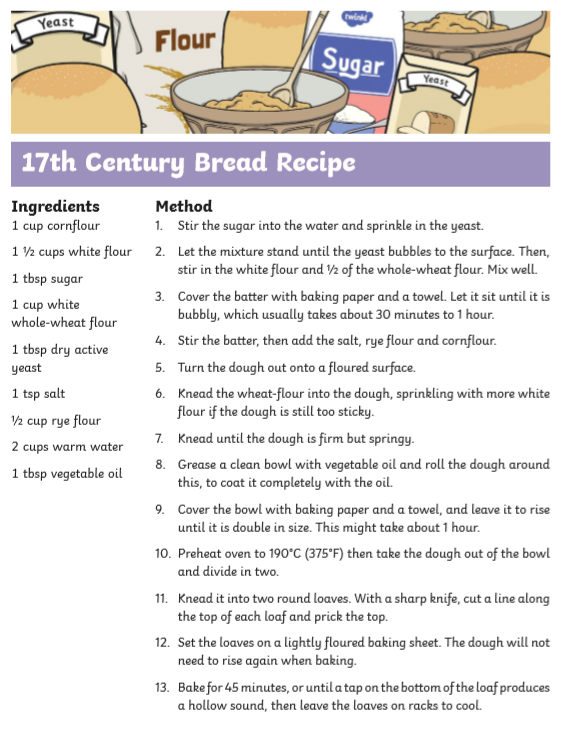 Yeast
Flour
twinkl
Sugar
Yeast
17th Century Bread Recipe
Ingredients
1 cup cornflour
1 ½ cups white flour
1 tbsp sugar
1 cup white
whole-wheat flour
1 tbsp dry active
yeast
1 tsp salt
½ cup rye flour
2 cups warm water
1 tbsp vegetable oil
Method
1. Stir the sugar into the water and sprinkle in the yeast.
2. Let the mixture stand until the yeast bubbles to the surface. Then,
stir in the white flour and ½ of the whole-wheat flour. Mix well.
3. Cover the batter with baking paper and a towel. Let it sit until it is
bubbly, which usually takes about 30 minutes to 1 hour.
4. Stir the batter, then add the salt, rye flour and cornflour.
5. Turn the dough out onto a floured surface.
6. Knead the wheat-flour into the dough, sprinkling with more white
flour if the dough is still too sticky.
7. Knead until the dough is firm but springy.
8. Grease a clean bowl with vegetable oil and roll the dough around
this, to coat it completely with the oil.
9. Cover the bowl with baking paper and a towel, and leave it to rise
until it is double in size. This might take about 1 hour.
10. Preheat oven to 190°C (375°F) then take the dough out of the bowl
and divide in two.
11. Knead it into two round loaves. With a sharp knife, cut a line along
the top of each loaf and prick the top.
12. Set the loaves on a lightly floured baking sheet. The dough will not
need to rise again when baking.
13. Bake for 45 minutes, or until a tap on the bottom of the loaf produces
a hollow sound, then leave the loaves on racks to cool.